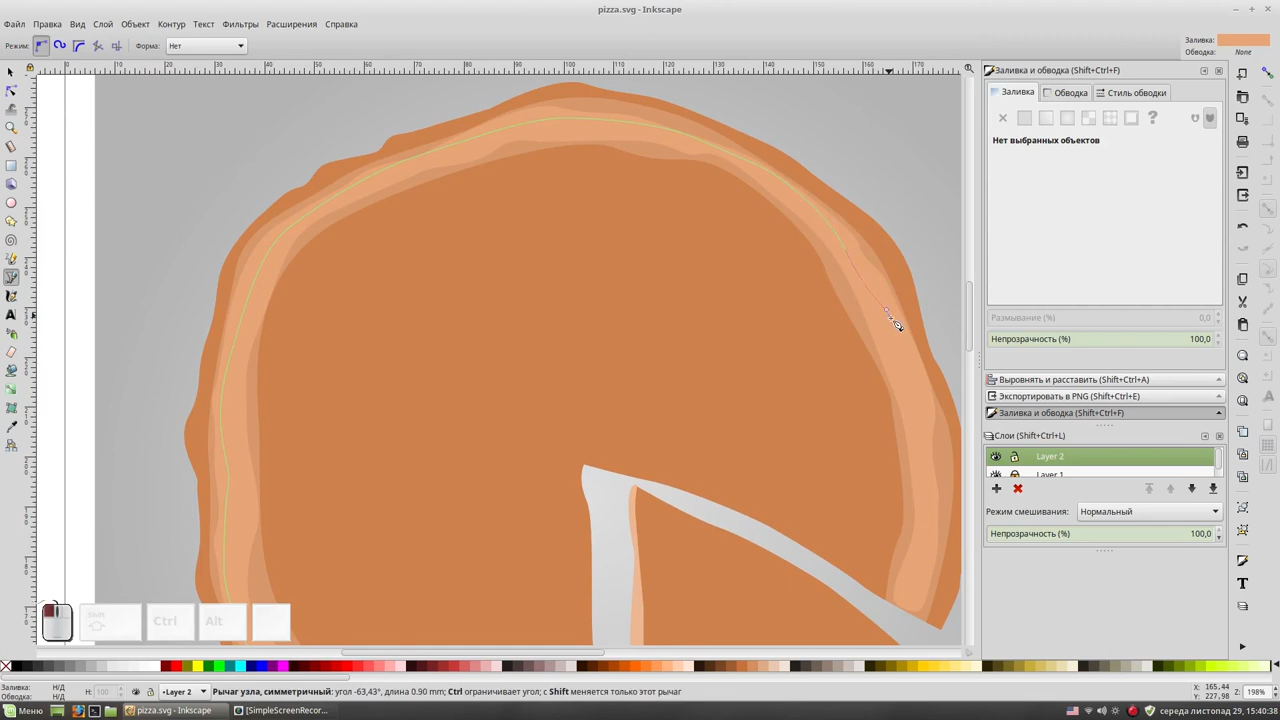 pizza.svg - Inkscape
Файл Правка Вид Слой Объект Контур Текст Фильтры Расширения Справка
Режим: Форма: Нет
Заливка:
Обводка: None
Заливка и обводка (Shift+Ctrl+F)
Заливка Обводка Стиль обводки
Нет выбранных объектов
Размывание (%) 0,0
Непрозрачность (%) 100,0
Выровнять и расставить (Shift+Ctrl+A)
Экспортировать в PNG (Shift+Ctrl+E)
Заливка и обводка (Shift+Ctrl+F)
Слои (Shift+Ctrl+L)
Layer 2
Layer 1
Режим смешивания: Нормальный
Непрозрачность (%) 100,0
Shift Ctrl Alt
Заливка: Н/Д
Обводка: Н/Д
Н: 100
•Layer 2
Рычаг узла, симметричный: угол -63,43°, длина 0.90 mm; Ctrl ограничивает угол; с Shift меняется только этот рычаг
X: 165,44
Y: 227,98
Z: 198%
Меню pizza.svg - Inkscape [SimpleScreenRecor... середа листопад 29, 15:40:38